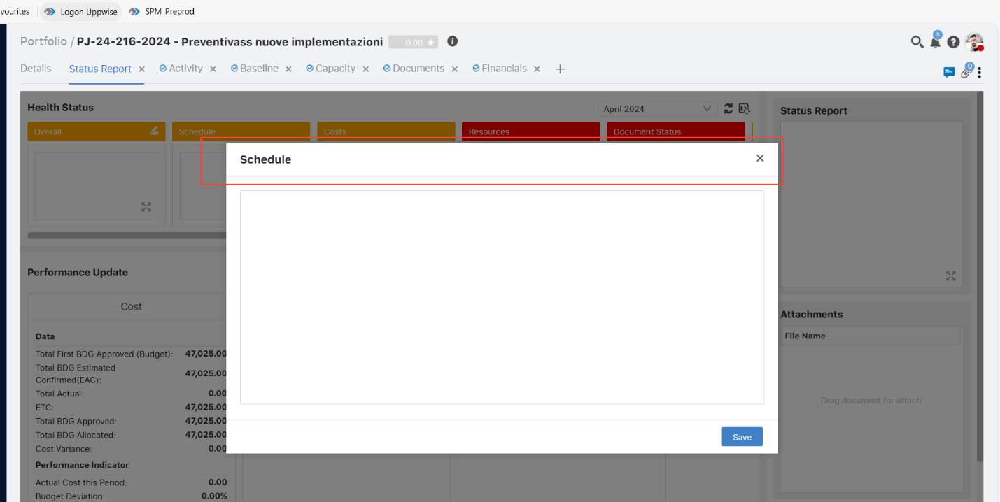 vourites Logon Uppwise SPM_Preprod
Portfolio / PJ-24-216-2024 - Preventivass nuove implementazioni 0.00
3
Details Status Report Activity Baseline Capacity Documents Financials
0
Health Status
April 2024
Overall Schedule Costs Resources Document Status
Schedule
Save
Performance Update
Cost
Data
Total First BDG Approved (Budget): 47,025.00
Total BDG Estimated
Confirmed(EAC): 47,025.00
Total Actual: 0.00
ETC: 47,025.00
Total BDG Approved: 47,025.00
Total BDG Allocated: 47,025.00
Cost Variance: 0.00
Performance Indicator
Actual Cost this Period: 0.00
Budget Deviation: 0.00%
Status Report
Attachments
File Name
Drag document for attach